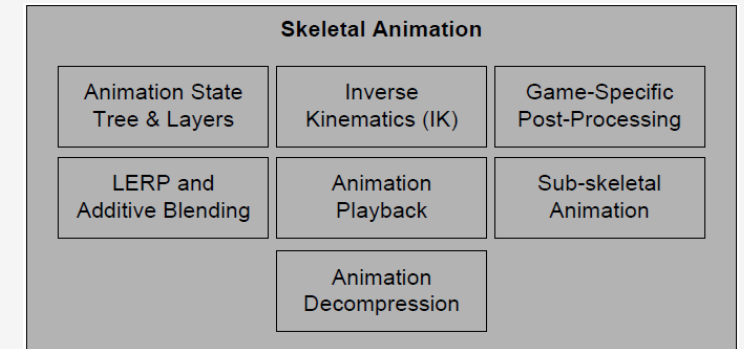 Skeletal Animation
Animation State
Tree & Layers
Inverse
Kinematics (IK)
Game-Specific
Post-Processing
LERP and
Additive Blending
Animation
Playback
Sub-skeletal
Animation
Animation
Decompression